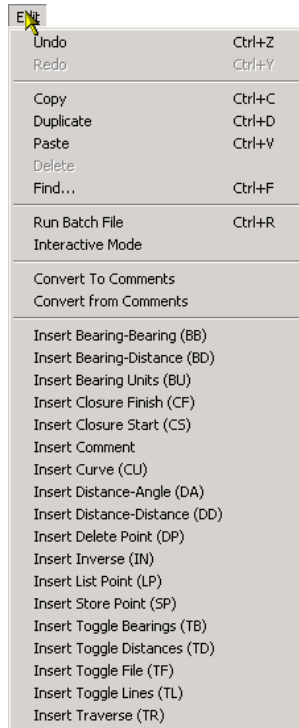 Edit
Undo Ctrl+Z
Redo Ctrl+Y
Copy Ctrl+C
Duplicate Ctrl+D
Paste Ctrl+V
Delete
Find... Ctrl+F
Run Batch File Ctrl+R
Interactive Mode
Convert To Comments
Convert from Comments
Insert Bearing-Bearing (BB)
Insert Bearing-Distance (BD)
Insert Bearing Units (BU)
Insert Closure Finish (CF)
Insert Closure Start (CS)
Insert Comment
Insert Curve (CU)
Insert Distance-Angle (DA)
Insert Distance-Distance (DD)
Insert Delete Point (DP)
Insert Inverse (IN)
Insert List Point (LP)
Insert Store Point (SP)
Insert Toggle Bearings (TB)
Insert Toggle Distances (TD)
Insert Toggle File (TF)
Insert Toggle Lines (TL)
Insert Traverse (TR)